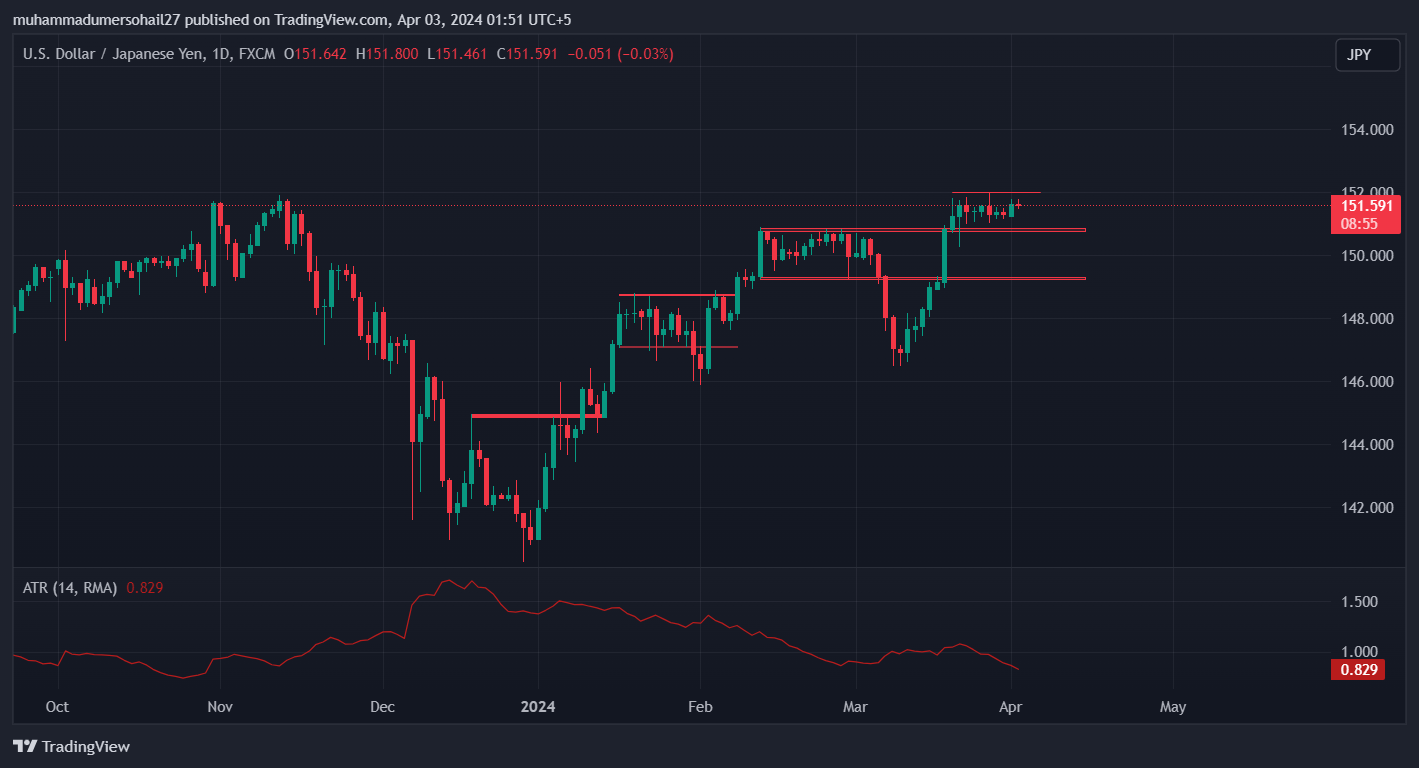 muhammadumersohail27 published on TradingView.com, Apr 03, 2024 01:51 UTC+5
U.S. Dollar / Japanese Yen, 1D, FXCM O151.642 H151.800 L151.461 C151.591 −0.051 (−0.03%)
JPY
154.000
152.000
151.591
08:55
150.000
148.000
146.000
144.000
142.000
ATR (14, RMA) 0.829
1.500
1.000
0.829
Oct Nov Dec 2024 Feb Mar Apr May
TradingView